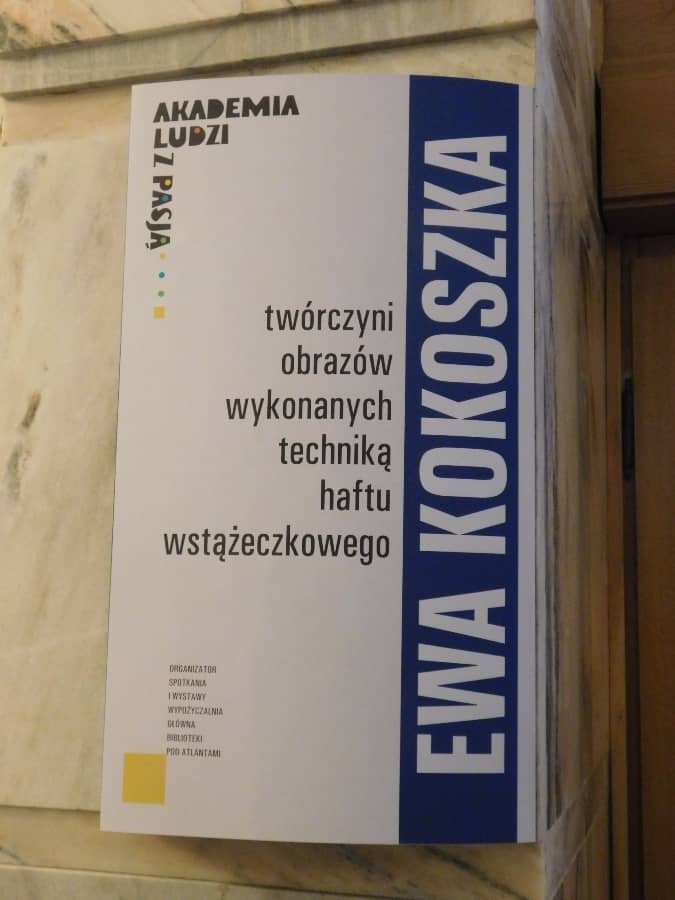 AKADEMIA
LUDZI
Z PASJĄ
EWA KOKOSZKA
twórczyni
obrazów
wykonanych
techniką
haftu
wstążeczkowego
ORGANIZATOR
SPOTKANIA
I WYSTAWY
WYPOŻYCZALNIA
GŁÓWNA
BIBLIOTEKI
POD ATLANTAMI